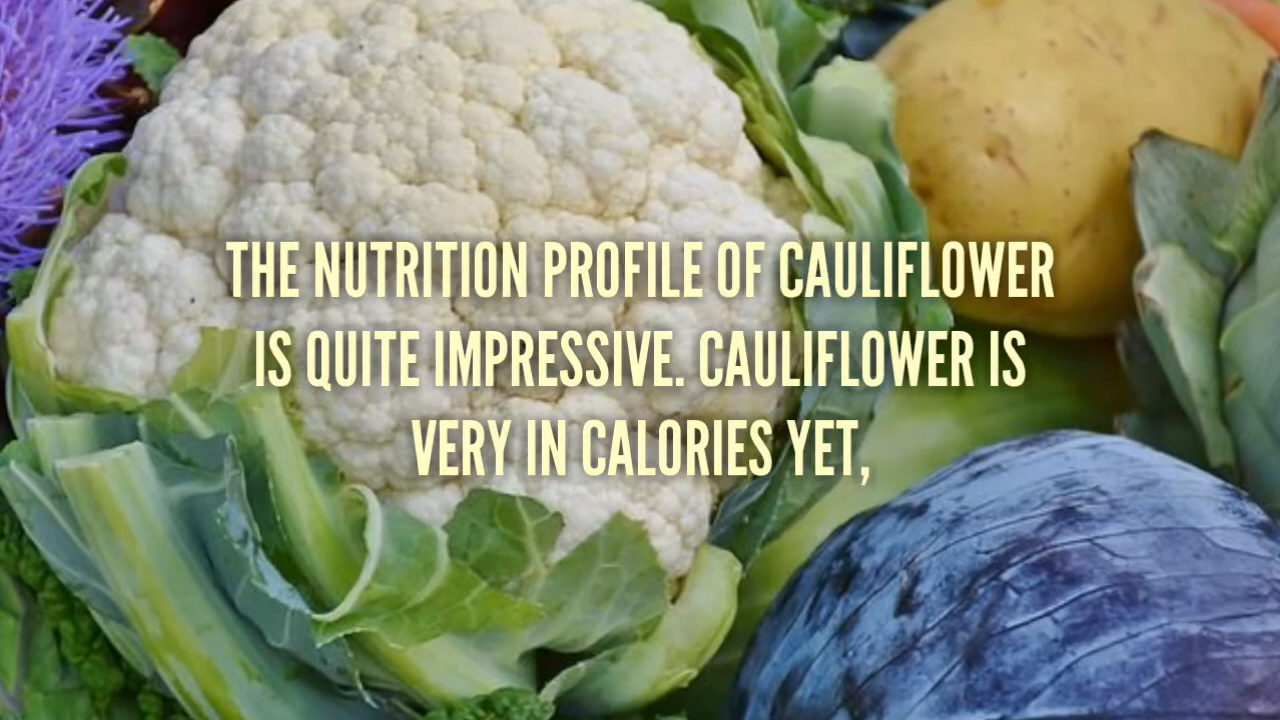 THE NUTRITION PROFILE OF CAULIFLOWER
IS QUITE IMPRESSIVE. CAULIFLOWER IS
VERY IN CALORIES YET,